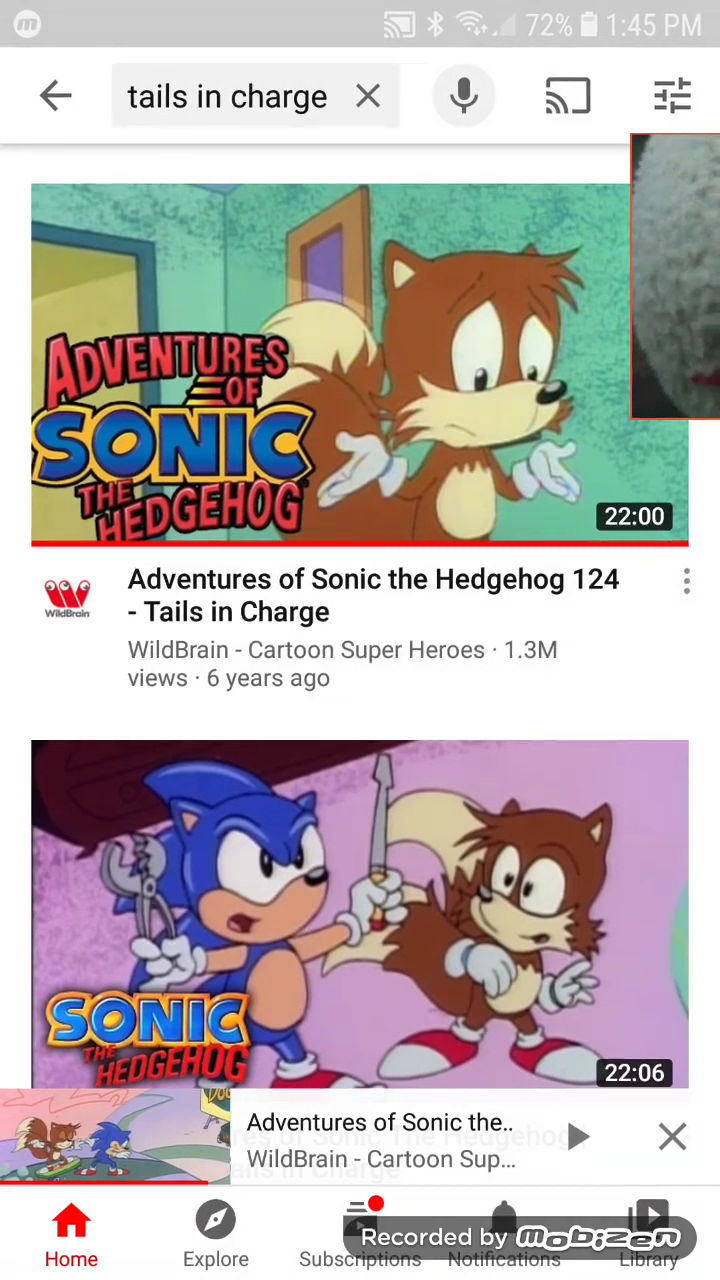 72% 1:45 PM
tails in charge
ADVENTURES
OF
SONIC
THE
HEDGEHOG
22:00
WildBrain
Adventures of Sonic the Hedgehog 124
- Tails in Charge
WildBrain - Cartoon Super Heroes · 1.3M
views · 6 years ago
SONIC
THE
HEDGEHOG
22:06
Adventures of Sonic the..
WildBrain - Cartoon Sup...
Recorded by Mobizen
Home Explore Subscriptions Notifications Library